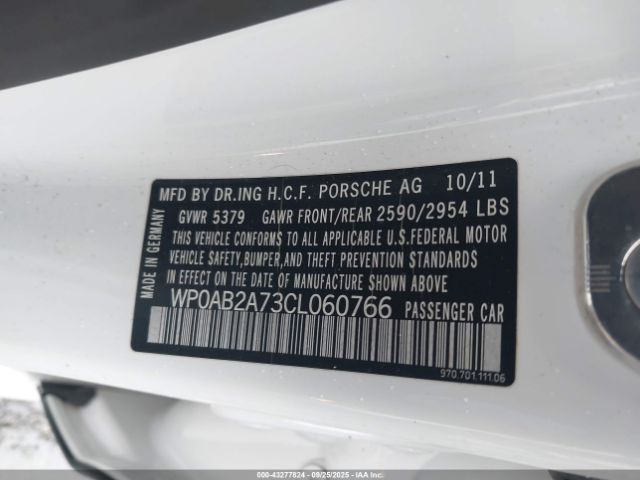 MFD BY DR.ING H.C.F. PORSCHE AG 10/11
GVWR 5379 GAWR FRONT/REAR 2590/2954 LBS
THIS VEHICLE CONFORMS TO ALL APPLICABLE U.S.FEDERAL MOTOR
VEHICLE SAFETY,BUMPER,AND THEFT PREVENTION STANDARDS
IN EFFECT ON THE DATE OF MANUFACTURE SHOWN ABOVE
WP0AB2A73CL060766 PASSENGER CAR
MADE IN GERMANY
970.701.111.06
000-43277824 - 09/25/2025 - COPYRIGHT IAA, LLC